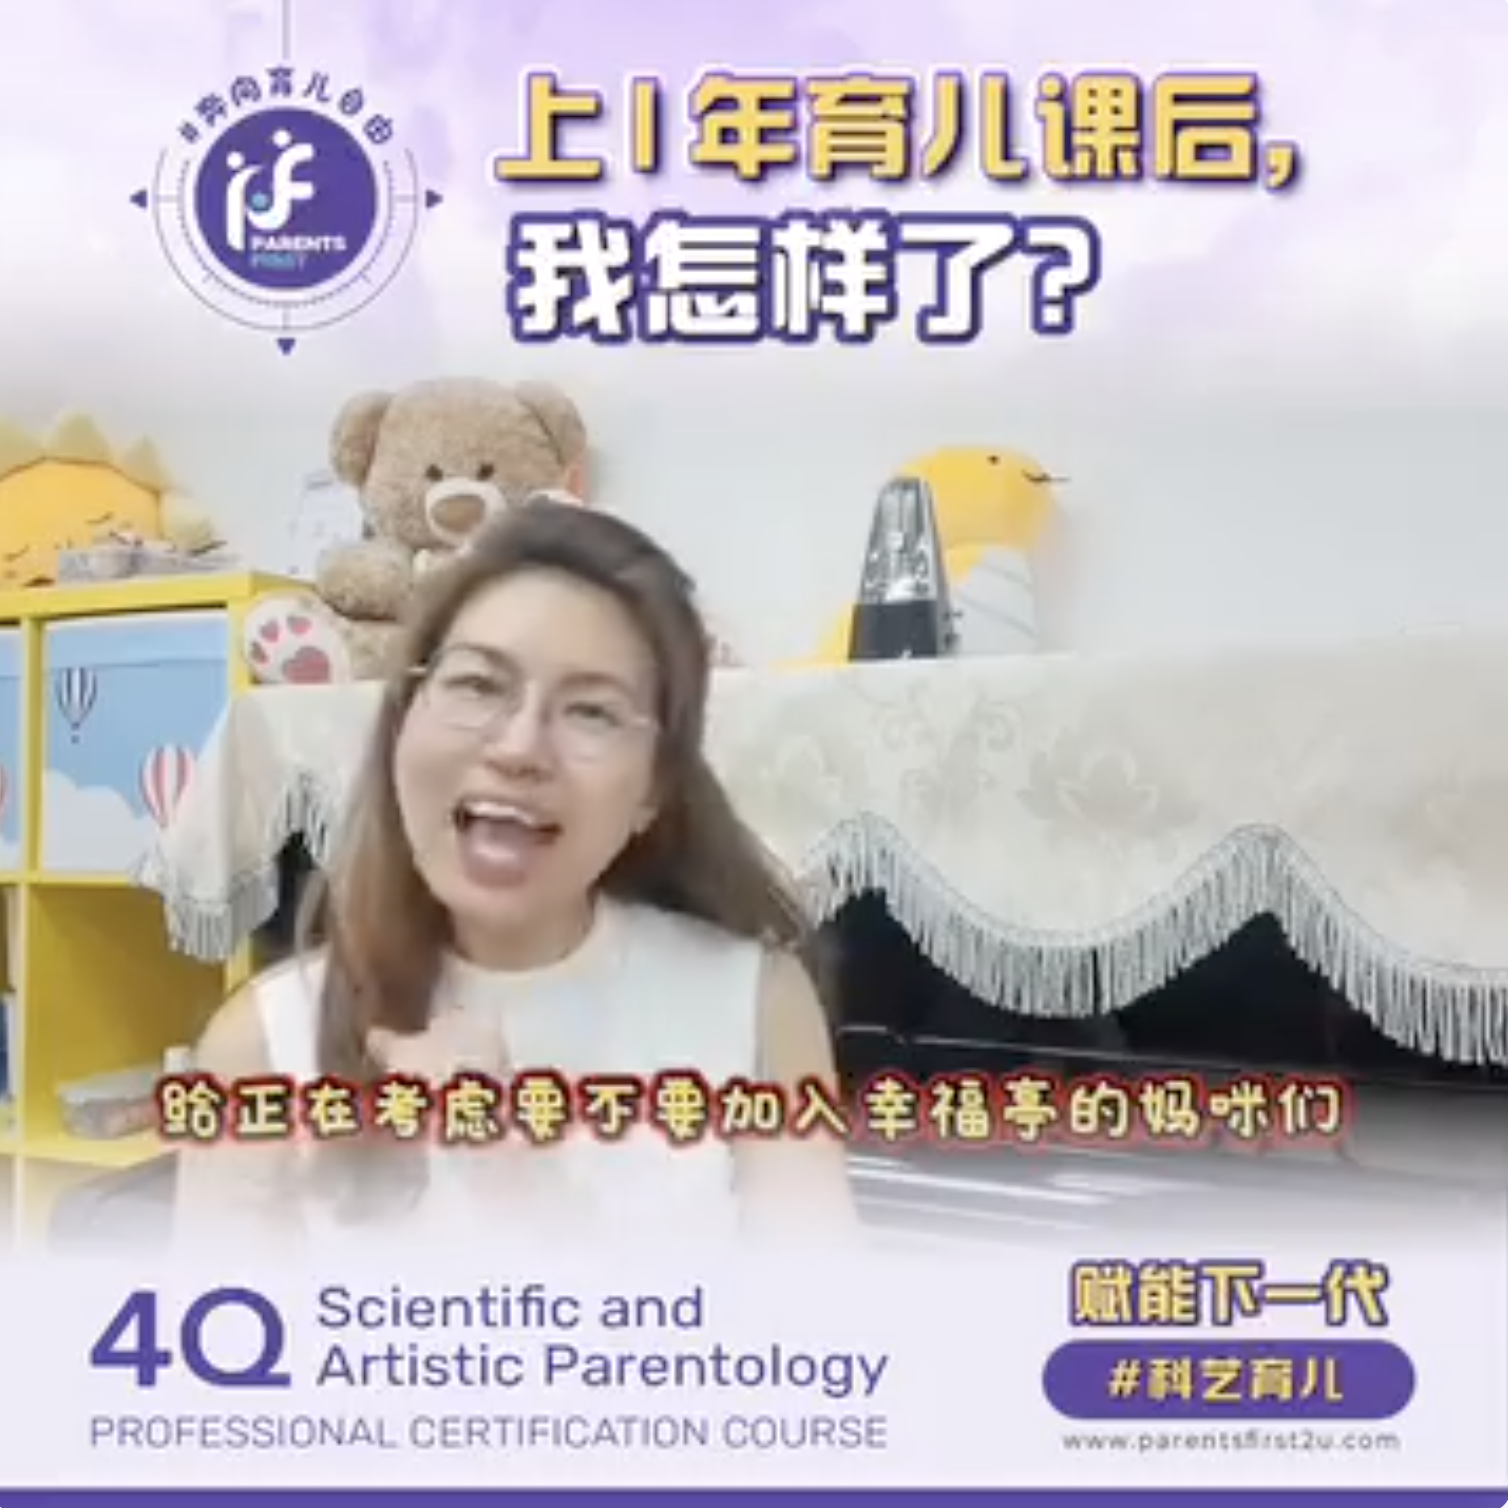 #奔向育儿自由
PARENTS
FIRST
上1年育儿课后,
我怎样了?
给正在考虑要不要加入幸福亭的妈咪们
4Q Scientific and
Artistic Parentology
PROFESSIONAL CERTIFICATION COURSE
赋能下一代
#科艺育儿
www.parentsfirst2u.com